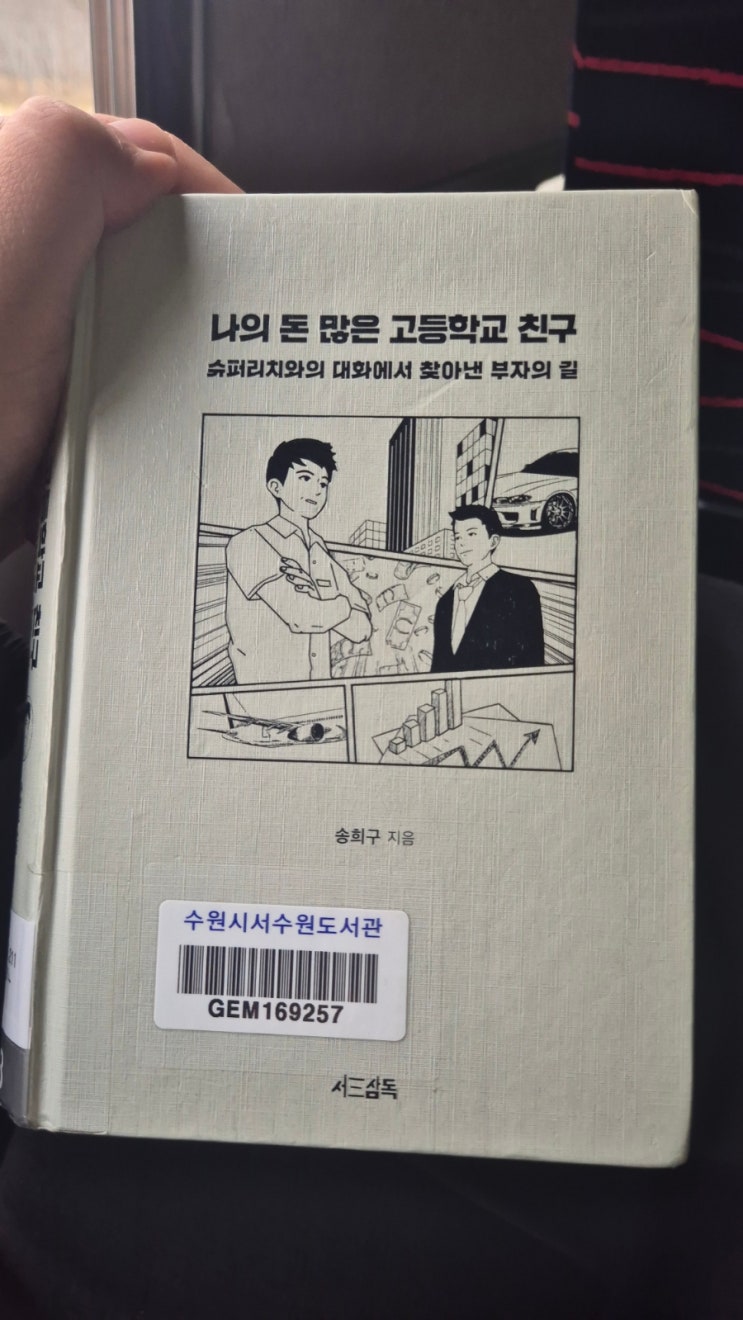 나의 돈 많은 고등학교 친구
슈퍼리치와의 대화에서 찾아낸 부자의 길
송희구 지음
수원시서수원도서관
GEM169257
서삼독